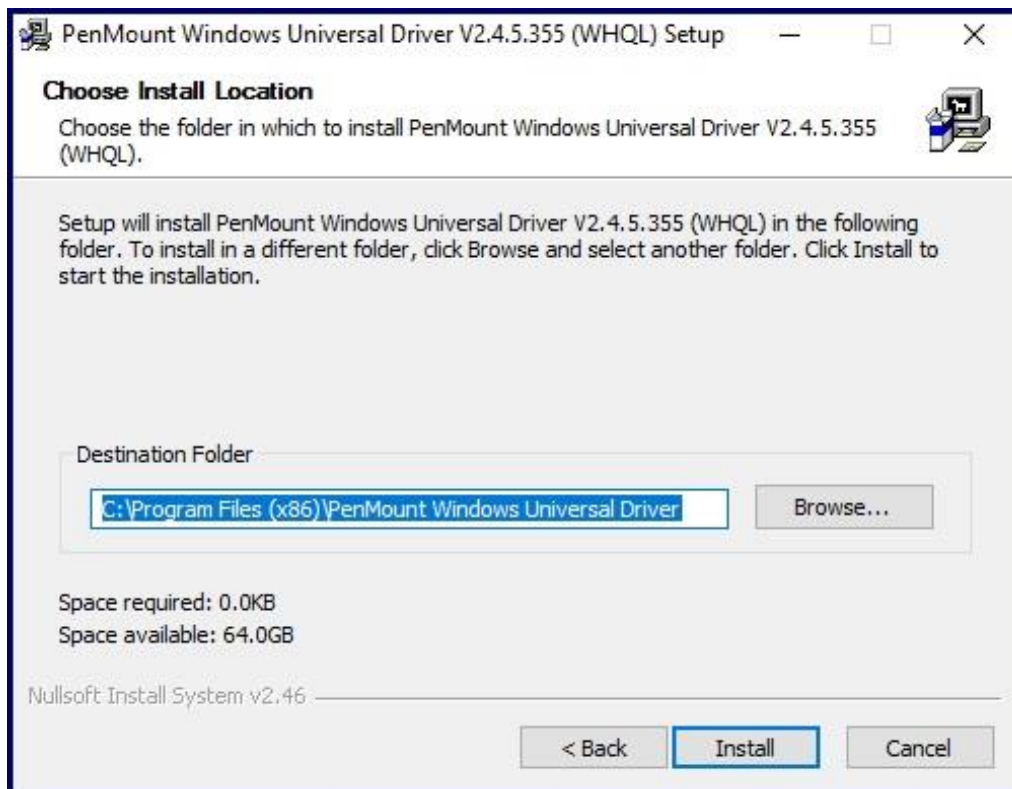 PenMount Windows Universal Driver V2.4.5.355 (WHQL) Setup
Choose Install Location
Choose the folder in which to install PenMount Windows Universal Driver V2.4.5.355
(WHQL).
Setup will install PenMount Windows Universal Driver V2.4.5.355 (WHQL) in the following
folder. To install in a different folder, click Browse and select another folder. Click Install to
start the installation.
Destination Folder
C:\Program Files (x86)\PenMount Windows Universal Driver
Browse...
Space required: 0.0KB
Space available: 64.0GB
Nullsoft Install System v2.46
< Back
Install
Cancel